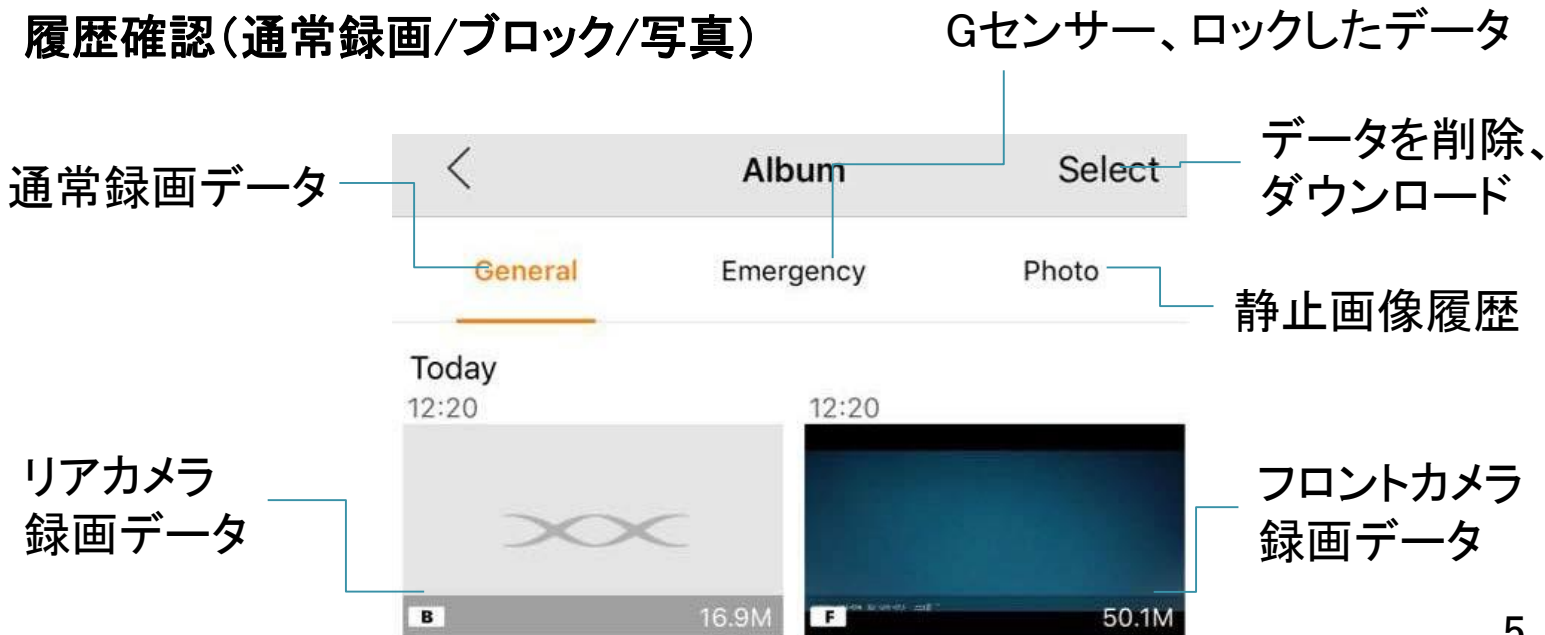 履歴確認(通常録画/ブロック/写真)
Gセンサー、ロックしたデータ
データを削除、
ダウンロード
通常録画データ
Album
Select
General
Emergency
Photo
静止画像履歴
Today
12:20
12:20
リアカメラ
録画データ
フロントカメラ
録画データ
B
16.9M
F
50.1M
5